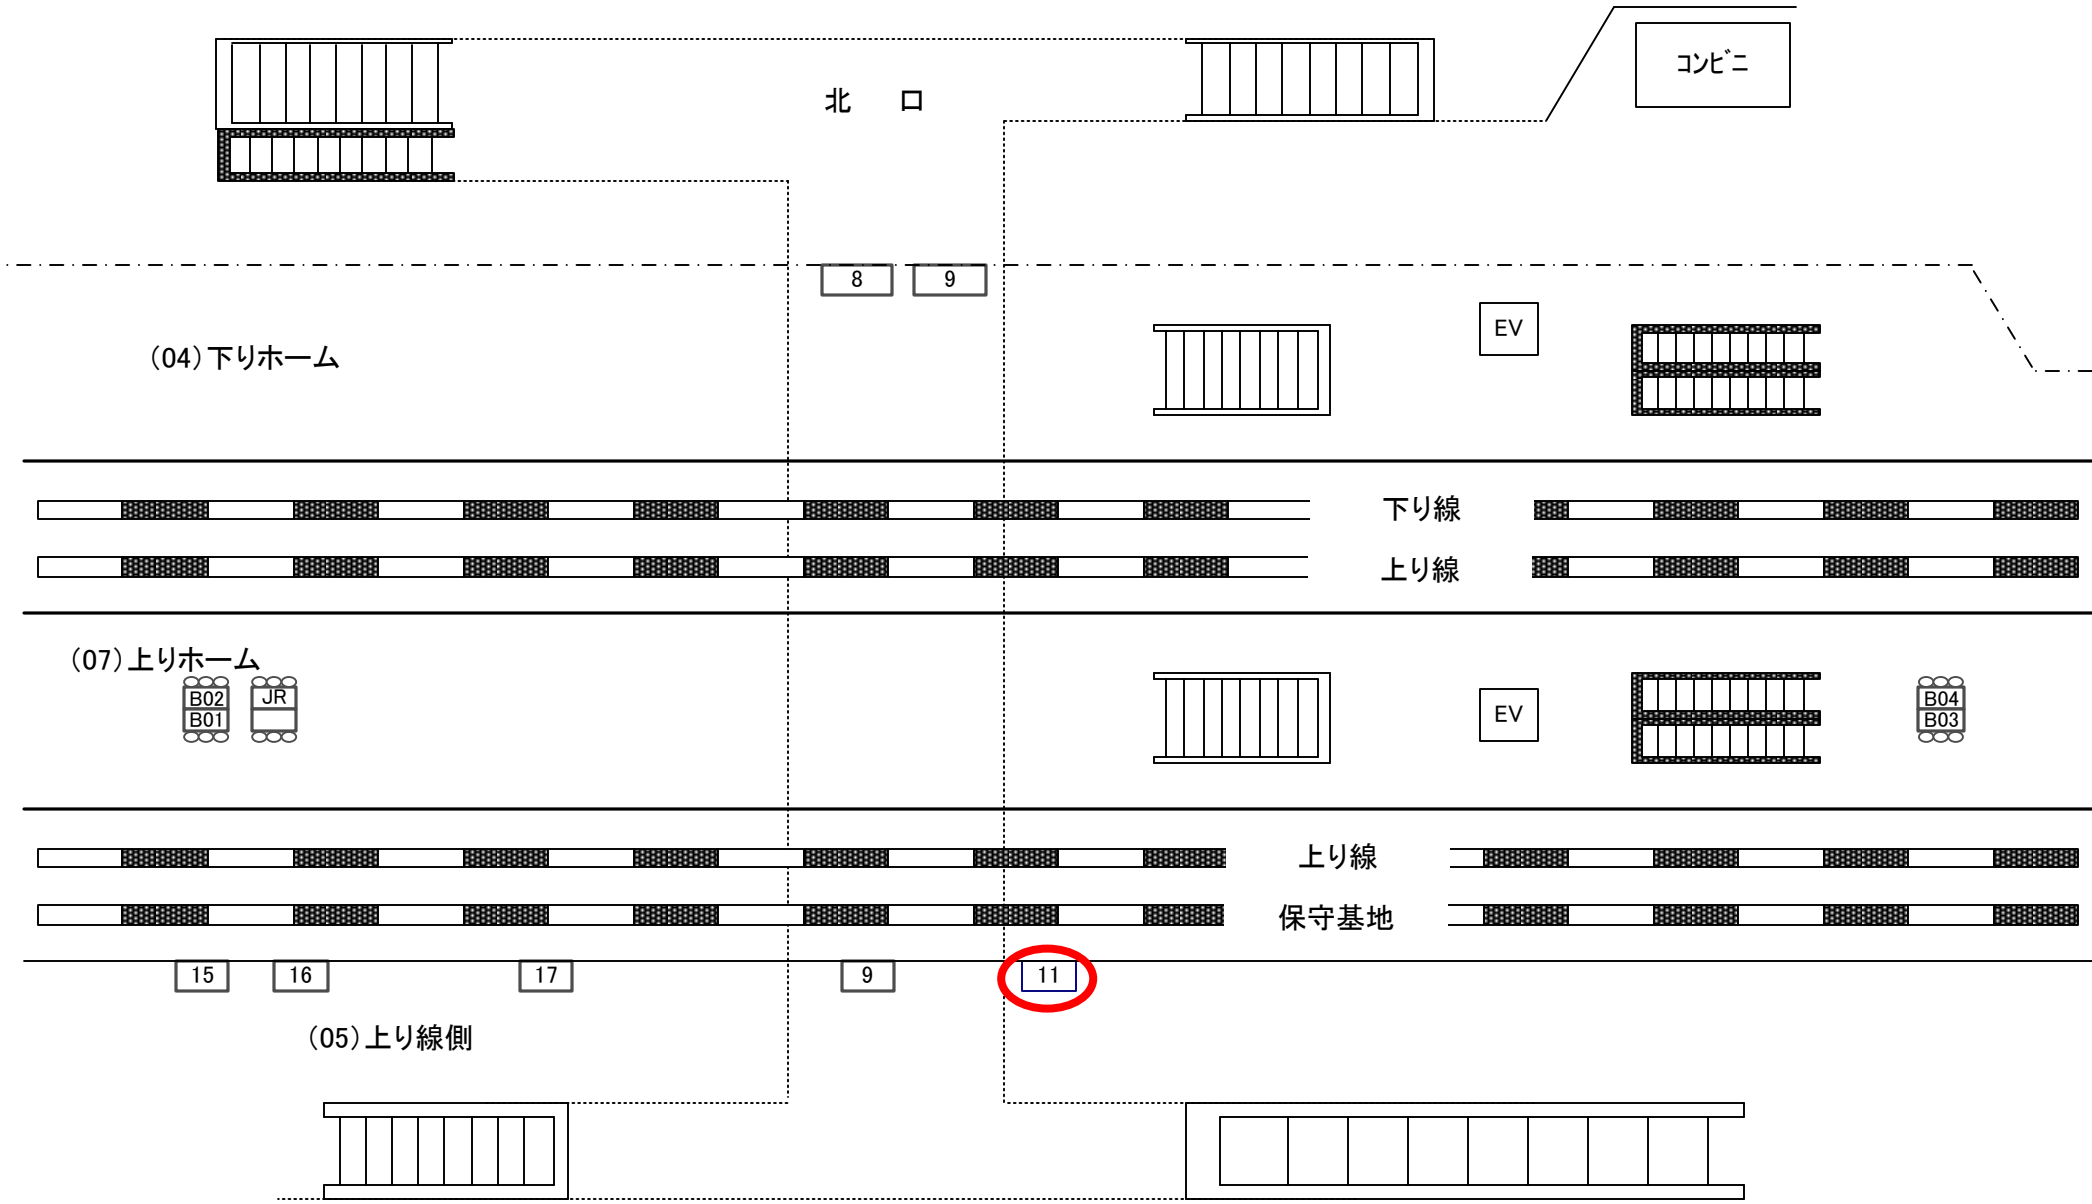 コンビニ
北 口
8 9
EV
(04)下りホーム
下り線
上り線
(07)上りホーム
B02 JR
B01
EV
B04
B03
上り線
保守基地
15 16 17 9 11
(05)上り線側